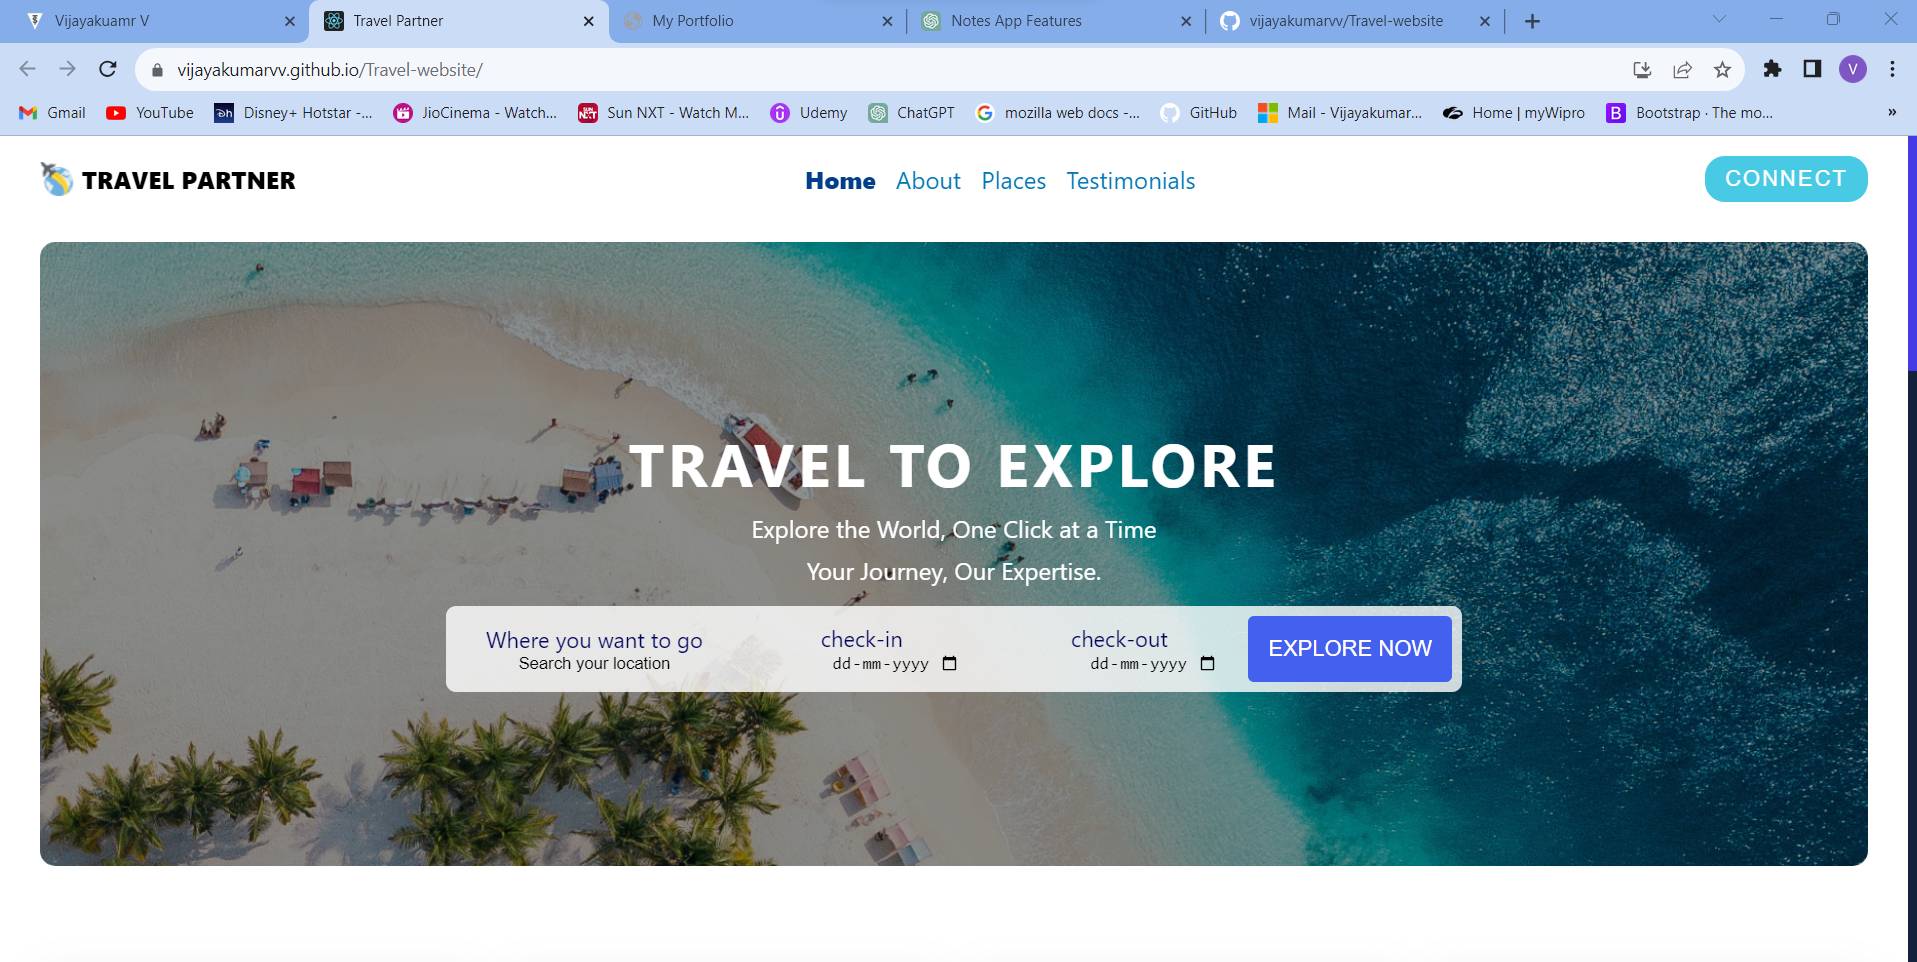 Vijayakuamr V
Travel Partner
My Portfolio
Notes App Features
vijayakumarvv/Travel-website
vijayakumarvv.github.io/Travel-website/
V
Gmail
YouTube
Disney+ Hotstar -...
JioCinema - Watch...
Sun NXT - Watch M...
Udemy
ChatGPT
mozilla web docs -...
GitHub
Mail - Vijayakumar...
Home | myWipro
B
Bootstrap · The mo...
»
TRAVEL PARTNER
Home
About
Places
Testimonials
CONNECT
TRAVEL TO EXPLORE
Explore the World, One Click at a Time
Your Journey, Our Expertise.
Where you want to go
check-in
check-out
EXPLORE NOW
Search your location
dd-mm-yyyy
dd-mm-yyyy